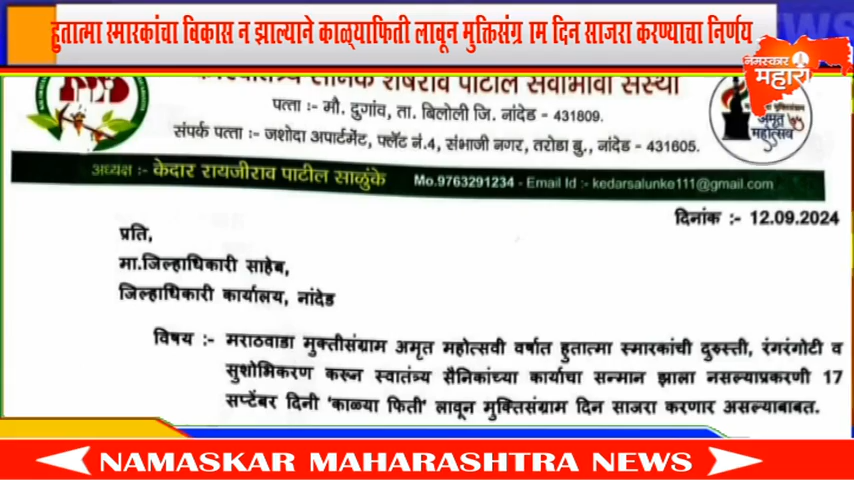 हुतात्मा स्मारकांचा विकास न झाल्याने काळ्याफिती लावून मुक्तिसंग्र ाम दिन साजरा करण्याचा निर्णय
नमस्कार
महारा
शेषराव पाटील सेवाभावी संस्था
पत्ता :- मौ. दुगांव, ता. बिलोली जि. नांदेड - 431809.
संपर्क पत्ता :- जशोदा अपार्टमेंट, फ्लॅट नं.4, संभाजी नगर, तरोडा बु., नांदेड - 431605.
अमृत
महोत्सव
अध्यक्ष :- केदार रायजीराव पाटील साळुंके Mo.9763291234 - Email Id :- kedarsalunke111@gmail.com
दिनांक :- 12.09.2024
प्रति,
मा.जिल्हाधिकारी साहेब,
जिल्हाधिकारी कार्यालय, नांदेड
विषय :- मराठवाडा मुक्तीसंग्राम अमृत महोत्सवी वर्षात हुतात्मा स्मारकांची दुरुस्ती, रंगरंगोटी व
सुशोभिकरण करून स्वातंत्र्य सैनिकांच्या कार्याचा सन्मान झाला नसल्याप्रकरणी 17
सप्टेंबर दिनी 'काळ्या फिती' लावून मुक्तिसंग्राम दिन साजरा करणार असल्याबाबत.
NAMASKAR MAHARASHTRA NEWS